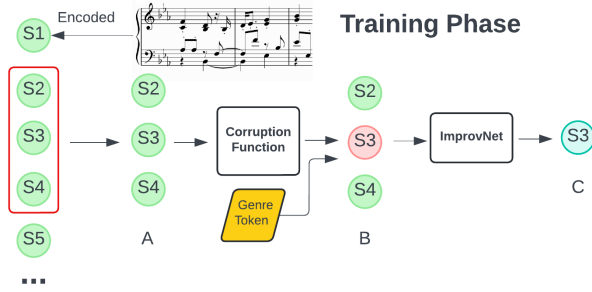 Training Phase
S1
Encoded
S2
S3
S4
S5
...
S2
S3
S4
A
Corruption
Function
Genre
Token
S2
S3
S4
B
ImprovNet
S3
C